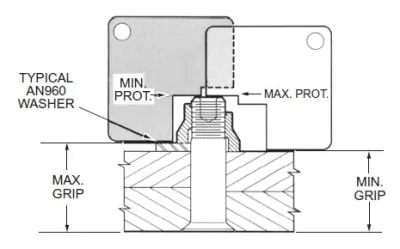 TYPICAL
AN960
WASHER
MIN.
PROT.
MAX. PROT.
MAX.
GRIP
MIN.
GRIP